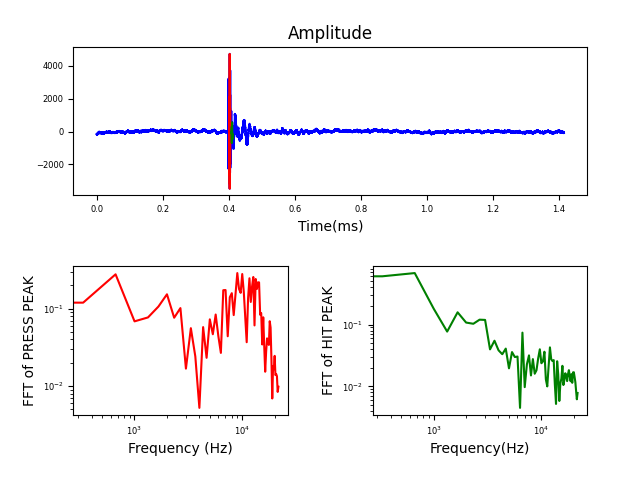 Amplitude
4000
2000
0
−2000
0.0 0.2 0.4 0.6 0.8 1.0 1.2 1.4
Time(ms)
FFT of PRESS PEAK
10⁻¹
10⁻²
10³ 10⁴
Frequency (Hz)
FFT of HIT PEAK
10⁻¹
10⁻²
10³ 10⁴
Frequency(Hz)